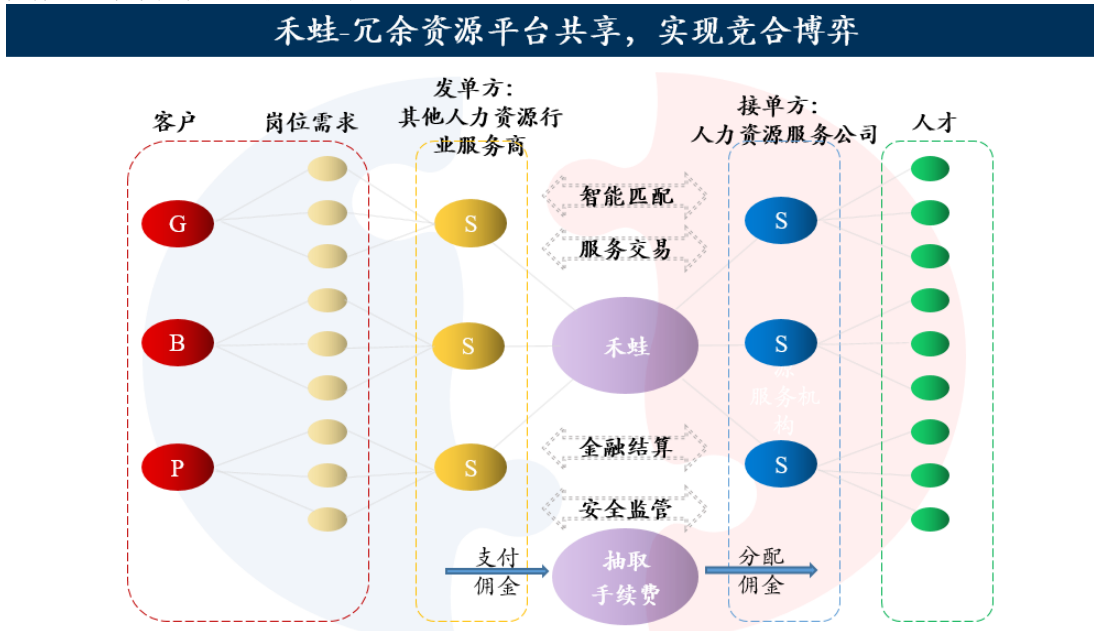 禾蛙-冗余资源平台共享，实现竞合博弈
客户
岗位需求
发单方：
其他人力资源行
业服务商
接单方：
人力资源服务公司
人才
G
B
P
S
S
S
智能匹配
服务交易
禾蛙
金融结算
安全监管
S
S
服务机
构
S
支付
佣金
抽取
手续费
分配
佣金